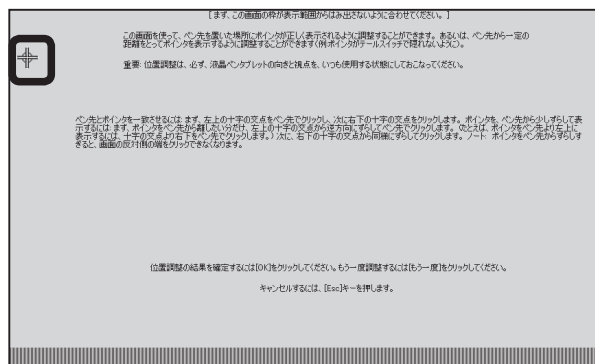 [ まず、この画面の枠が表示範囲からはみ出さないように合わせてください。 ]
この画面を使って、ペン先を置いた場所にポインタが正しく表示されるように調整することができます。あるいは、ペン先から一定の
距離をとってポインタを表示するように調整することができます(例:ポインタがテールスイッチで隠れないように)。
重要: 位置調整は、必ず、液晶ペンタブレットの向きと視点を、いつも使用する状態にしておこなってください。
ペン先とポインタを一致させるには: まず、左上の十字の交点をペン先でクリックし、次に右下の十字の交点をクリックします。ポインタを、ペン先から少しずらして表
示するには: まず、ポインタをペン先から離したい分だけ、左上の十字の交点から逆方向にずらしてペン先でクリックします。(たとえば、ポインタをペン先より左上に
表示するには、十字の交点より右下をペン先でクリックします。) 次に、右下の十字の交点から同様にずらしてクリックします。ノート: ポインタをペン先からずらしす
ぎると、画面の反対側の端をクリックできなくなります。
位置調整の結果を確定するには[OK]をクリックしてください。もう一度調整するには[もう一度]をクリックしてください。
キャンセルするには、[Esc]キーを押します。